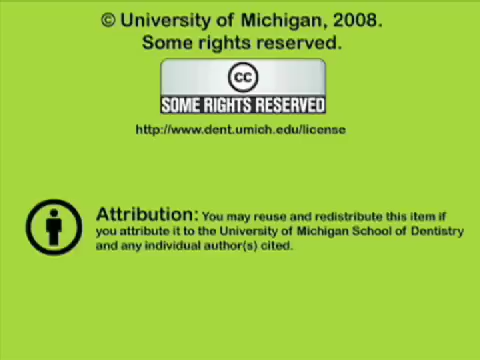 © University of Michigan, 2008.
Some rights reserved.
cc
SOME RIGHTS RESERVED
http://www.dent.umich.edu/license
Attribution: You may reuse and redistribute this item if
you attribute it to the University of Michigan School of Dentistry
and any individual author(s) cited.